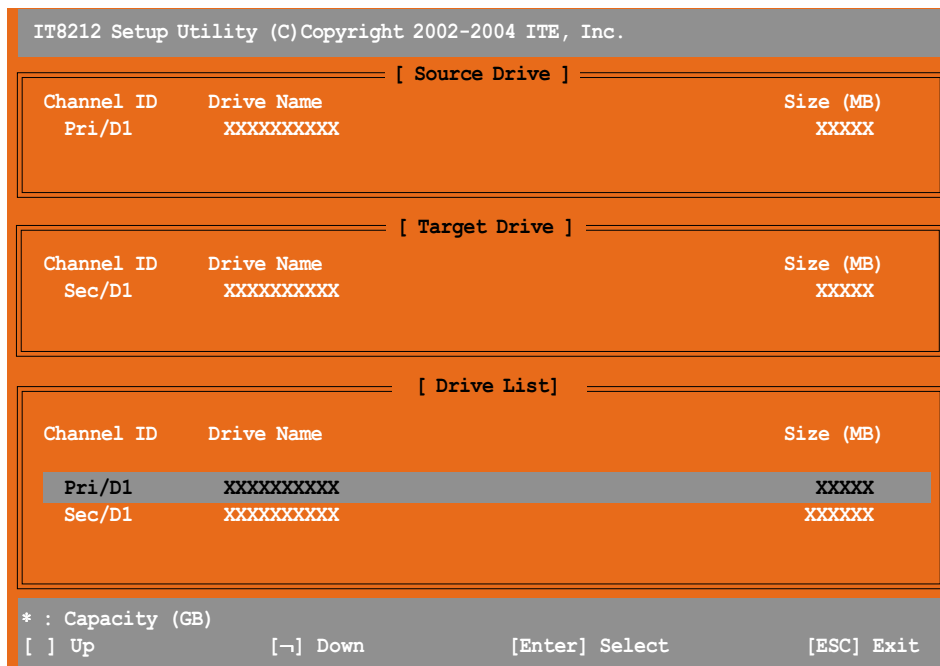 IT8212 Setup Utility (C)Copyright 2002-2004 ITE, Inc.
[ Source Drive ]
Channel ID Drive Name Size (MB)
Pri/D1 XXXXXXXXXX XXXXX
[ Target Drive ]
Channel ID Drive Name Size (MB)
Sec/D1 XXXXXXXXXX XXXXX
[ Drive List]
Channel ID Drive Name Size (MB)
Pri/D1 XXXXXXXXXX XXXXX
Sec/D1 XXXXXXXXXX XXXXXX
* : Capacity (GB)
[ ] Up [¬] Down [Enter] Select [ESC] Exit